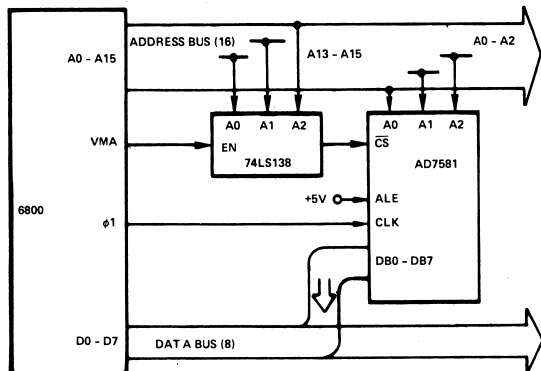 ADDRESS BUS (16)
A0 – A15
A13 – A15
A0 – A2
A0 A1 A2
EN
74LS138
A0 A1 A2
C̅S̅
AD7581
VMA
+5V
ALE
6800
ϕ1
CLK
DB0 – DB7
D0 – D7
DAT A BUS (8)